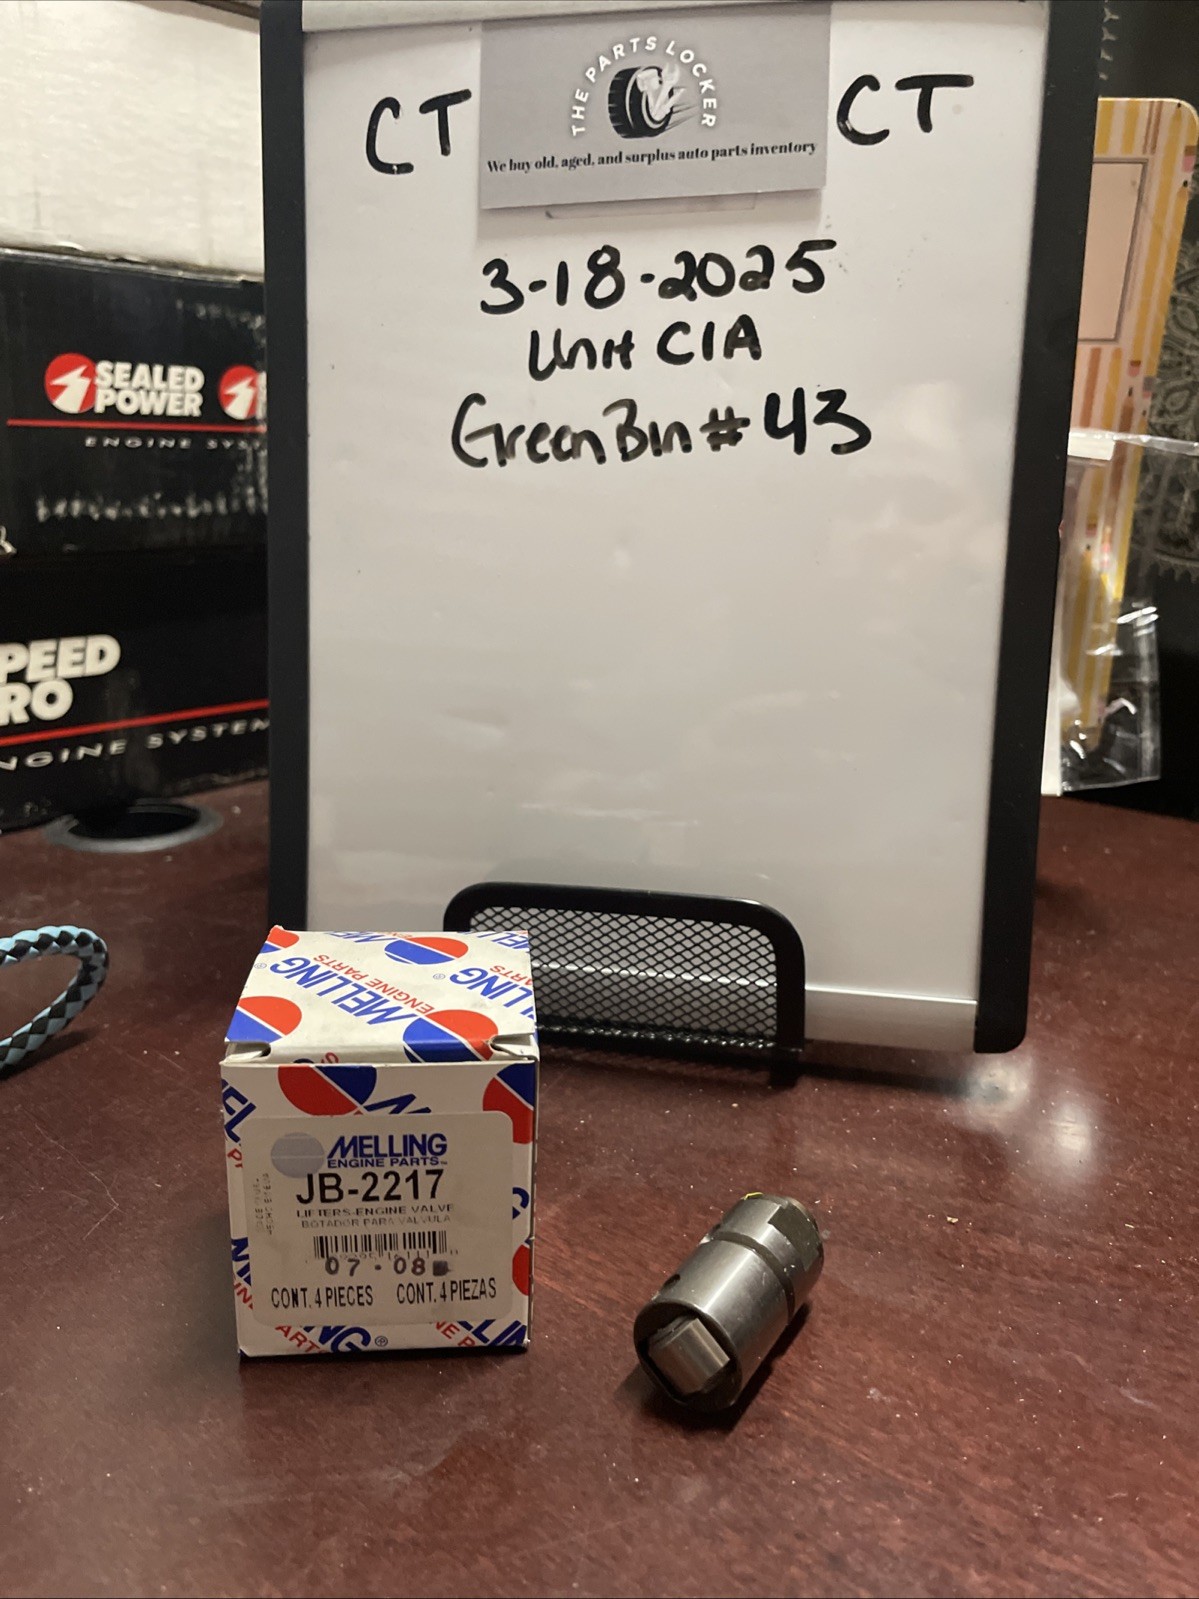 CT
THE PARTS LOCKER
CT
We buy old, aged, and surplus auto parts inventory
3-18-2025
Unit C1A
Green Bin # 43
SEALED
POWER
ENGINE SYS
PEED
RO
NGINE SYSTEM
MELLING
ENGINE PARTS
MELLING
ENGINE PARTS
JB-2217
LIFTERS-ENGINE VALVE
BOTADOR PARA VALVULA
07-08
CONT. 4 PIECES CONT. 4 PIEZAS